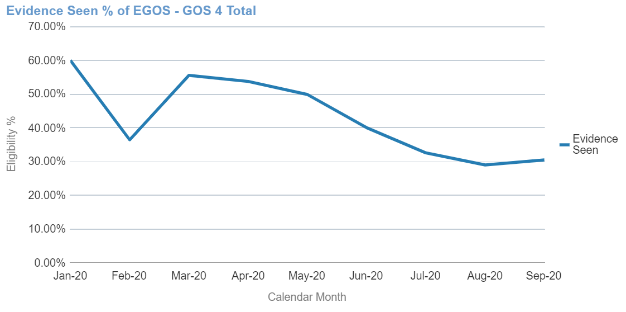 Evidence Seen % of EGOS - GOS 4 Total
70.00%
60.00%
50.00%
40.00%
30.00%
20.00%
10.00%
0.00%
Eligibility %
Jan-20 Feb-20 Mar-20 Apr-20 May-20 Jun-20 Jul-20 Aug-20 Sep-20
Calendar Month
Evidence
Seen